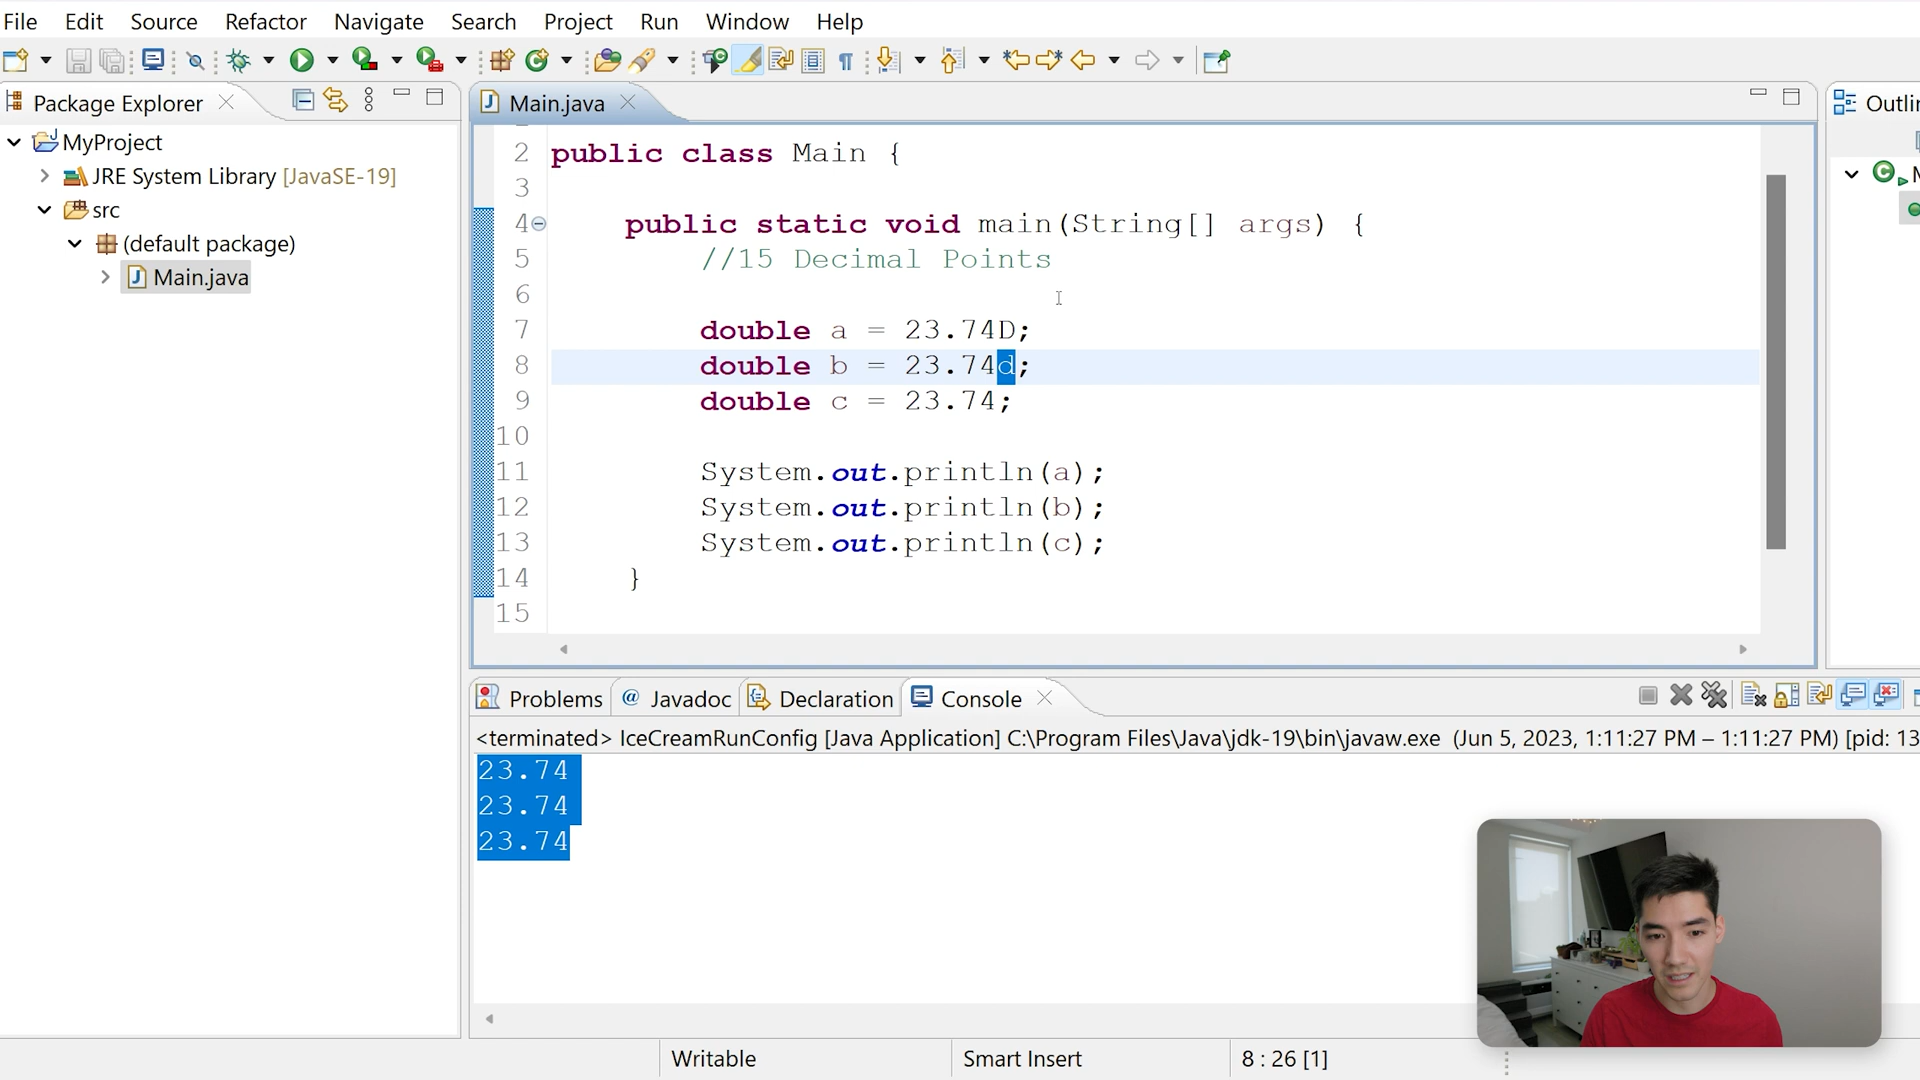 File Edit Source Refactor Navigate Search Project Run Window Help
Package Explorer
MyProject
JRE System Library [JavaSE-19]
src
(default package)
Main.java
Main.java
2 public class Main {
3
4 public static void main(String[] args) {
5 //15 Decimal Points
6
7 double a = 23.74D;
8 double b = 23.74d;
9 double c = 23.74;
10
11 System.out.println(a);
12 System.out.println(b);
13 System.out.println(c);
14 }
15
Outlin
Problems @ Javadoc Declaration Console
<terminated> IceCreamRunConfig [Java Application] C:\Program Files\Java\jdk-19\bin\javaw.exe (Jun 5, 2023, 1:11:27 PM – 1:11:27 PM) [pid: 13
23.74
23.74
23.74
Writable Smart Insert 8 : 26 [1]